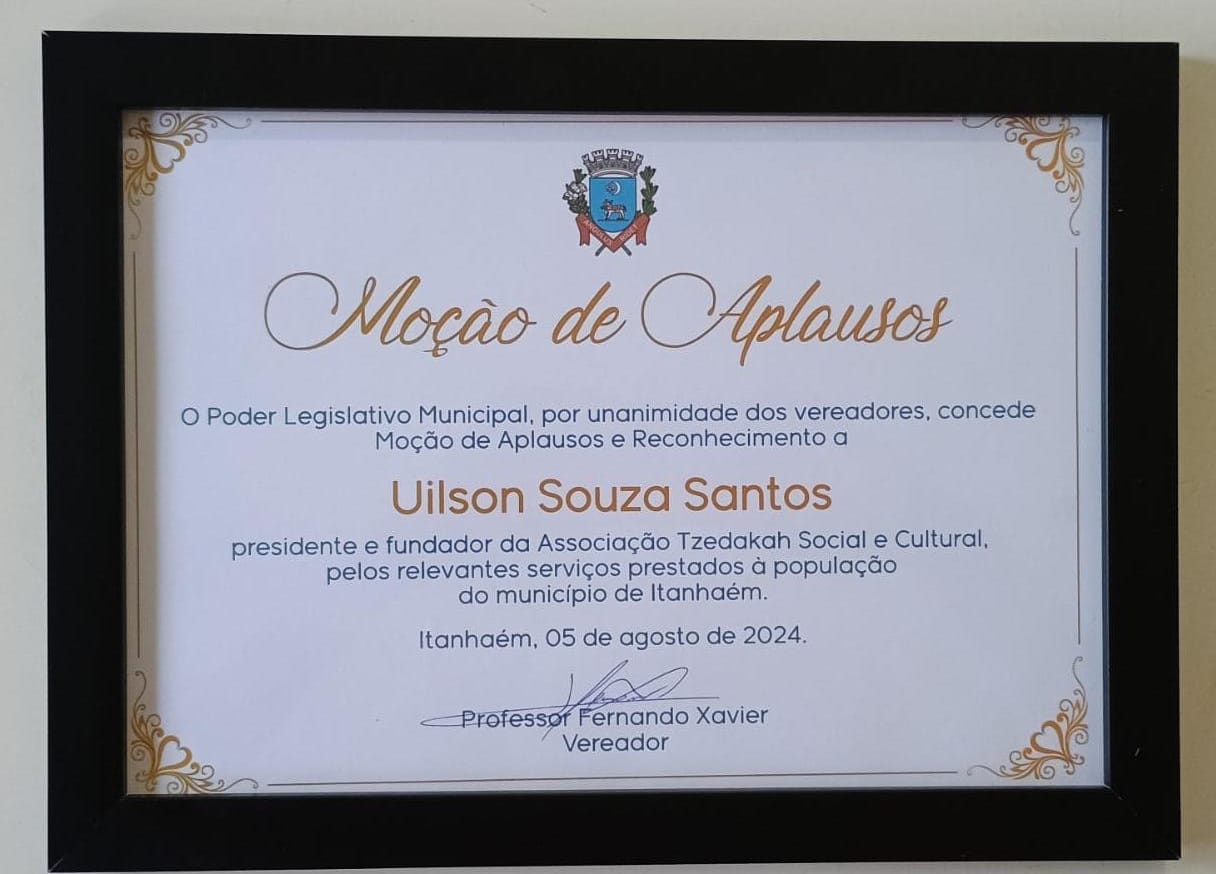 Moção de Aplausos
O Poder Legislativo Municipal, por unanimidade dos vereadores, concede
Moção de Aplausos e Reconhecimento a
Uilson Souza Santos
presidente e fundador da Associação Tzedakah Social e Cultural,
pelos relevantes serviços prestados à população
do município de Itanhaém.
Itanhaém, 05 de agosto de 2024.
Professor Fernando Xavier
Vereador